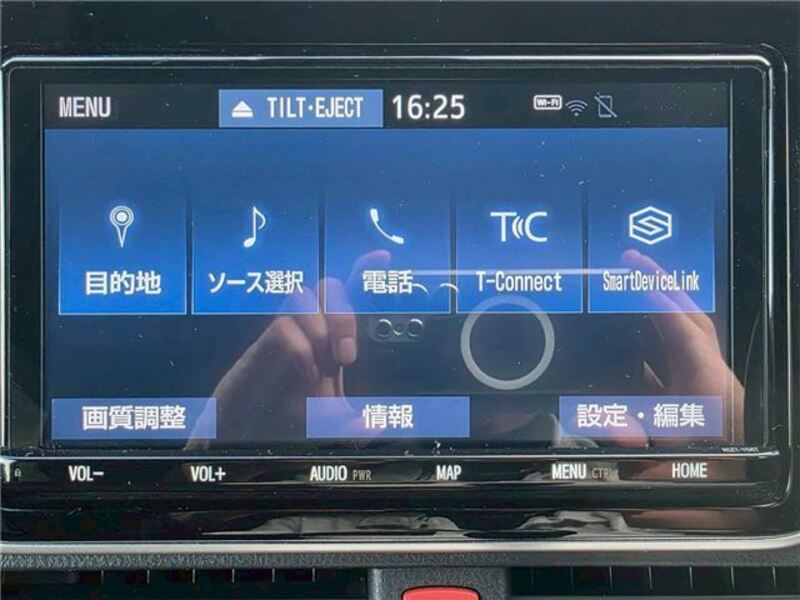 MENU
TILT・EJECT
16:25
Wi-Fi
目的地
ソース選択
電話
T-Connect
SmartDeviceLink
画質調整
情報
設定・編集
VOL−
VOL+
AUDIO PWR
MAP
MENU CTRL
HOME